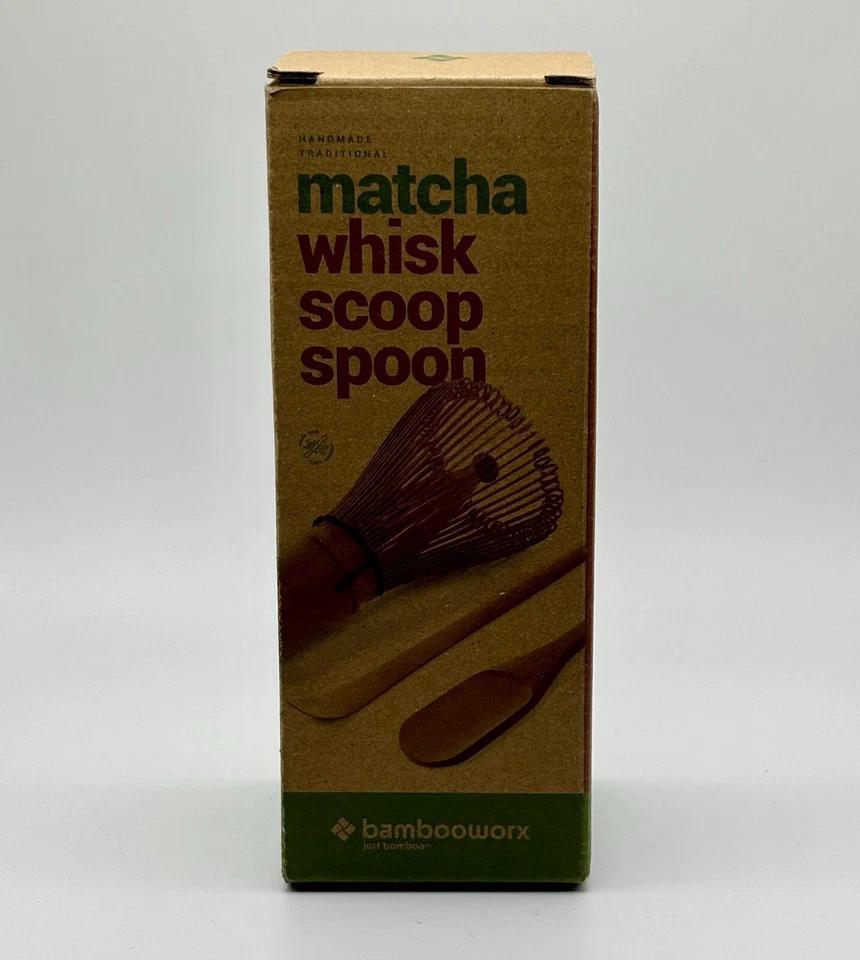 HANDMADE
TRADITIONAL
matcha
whisk
scoop
spoon
bambooworx
just bamboo